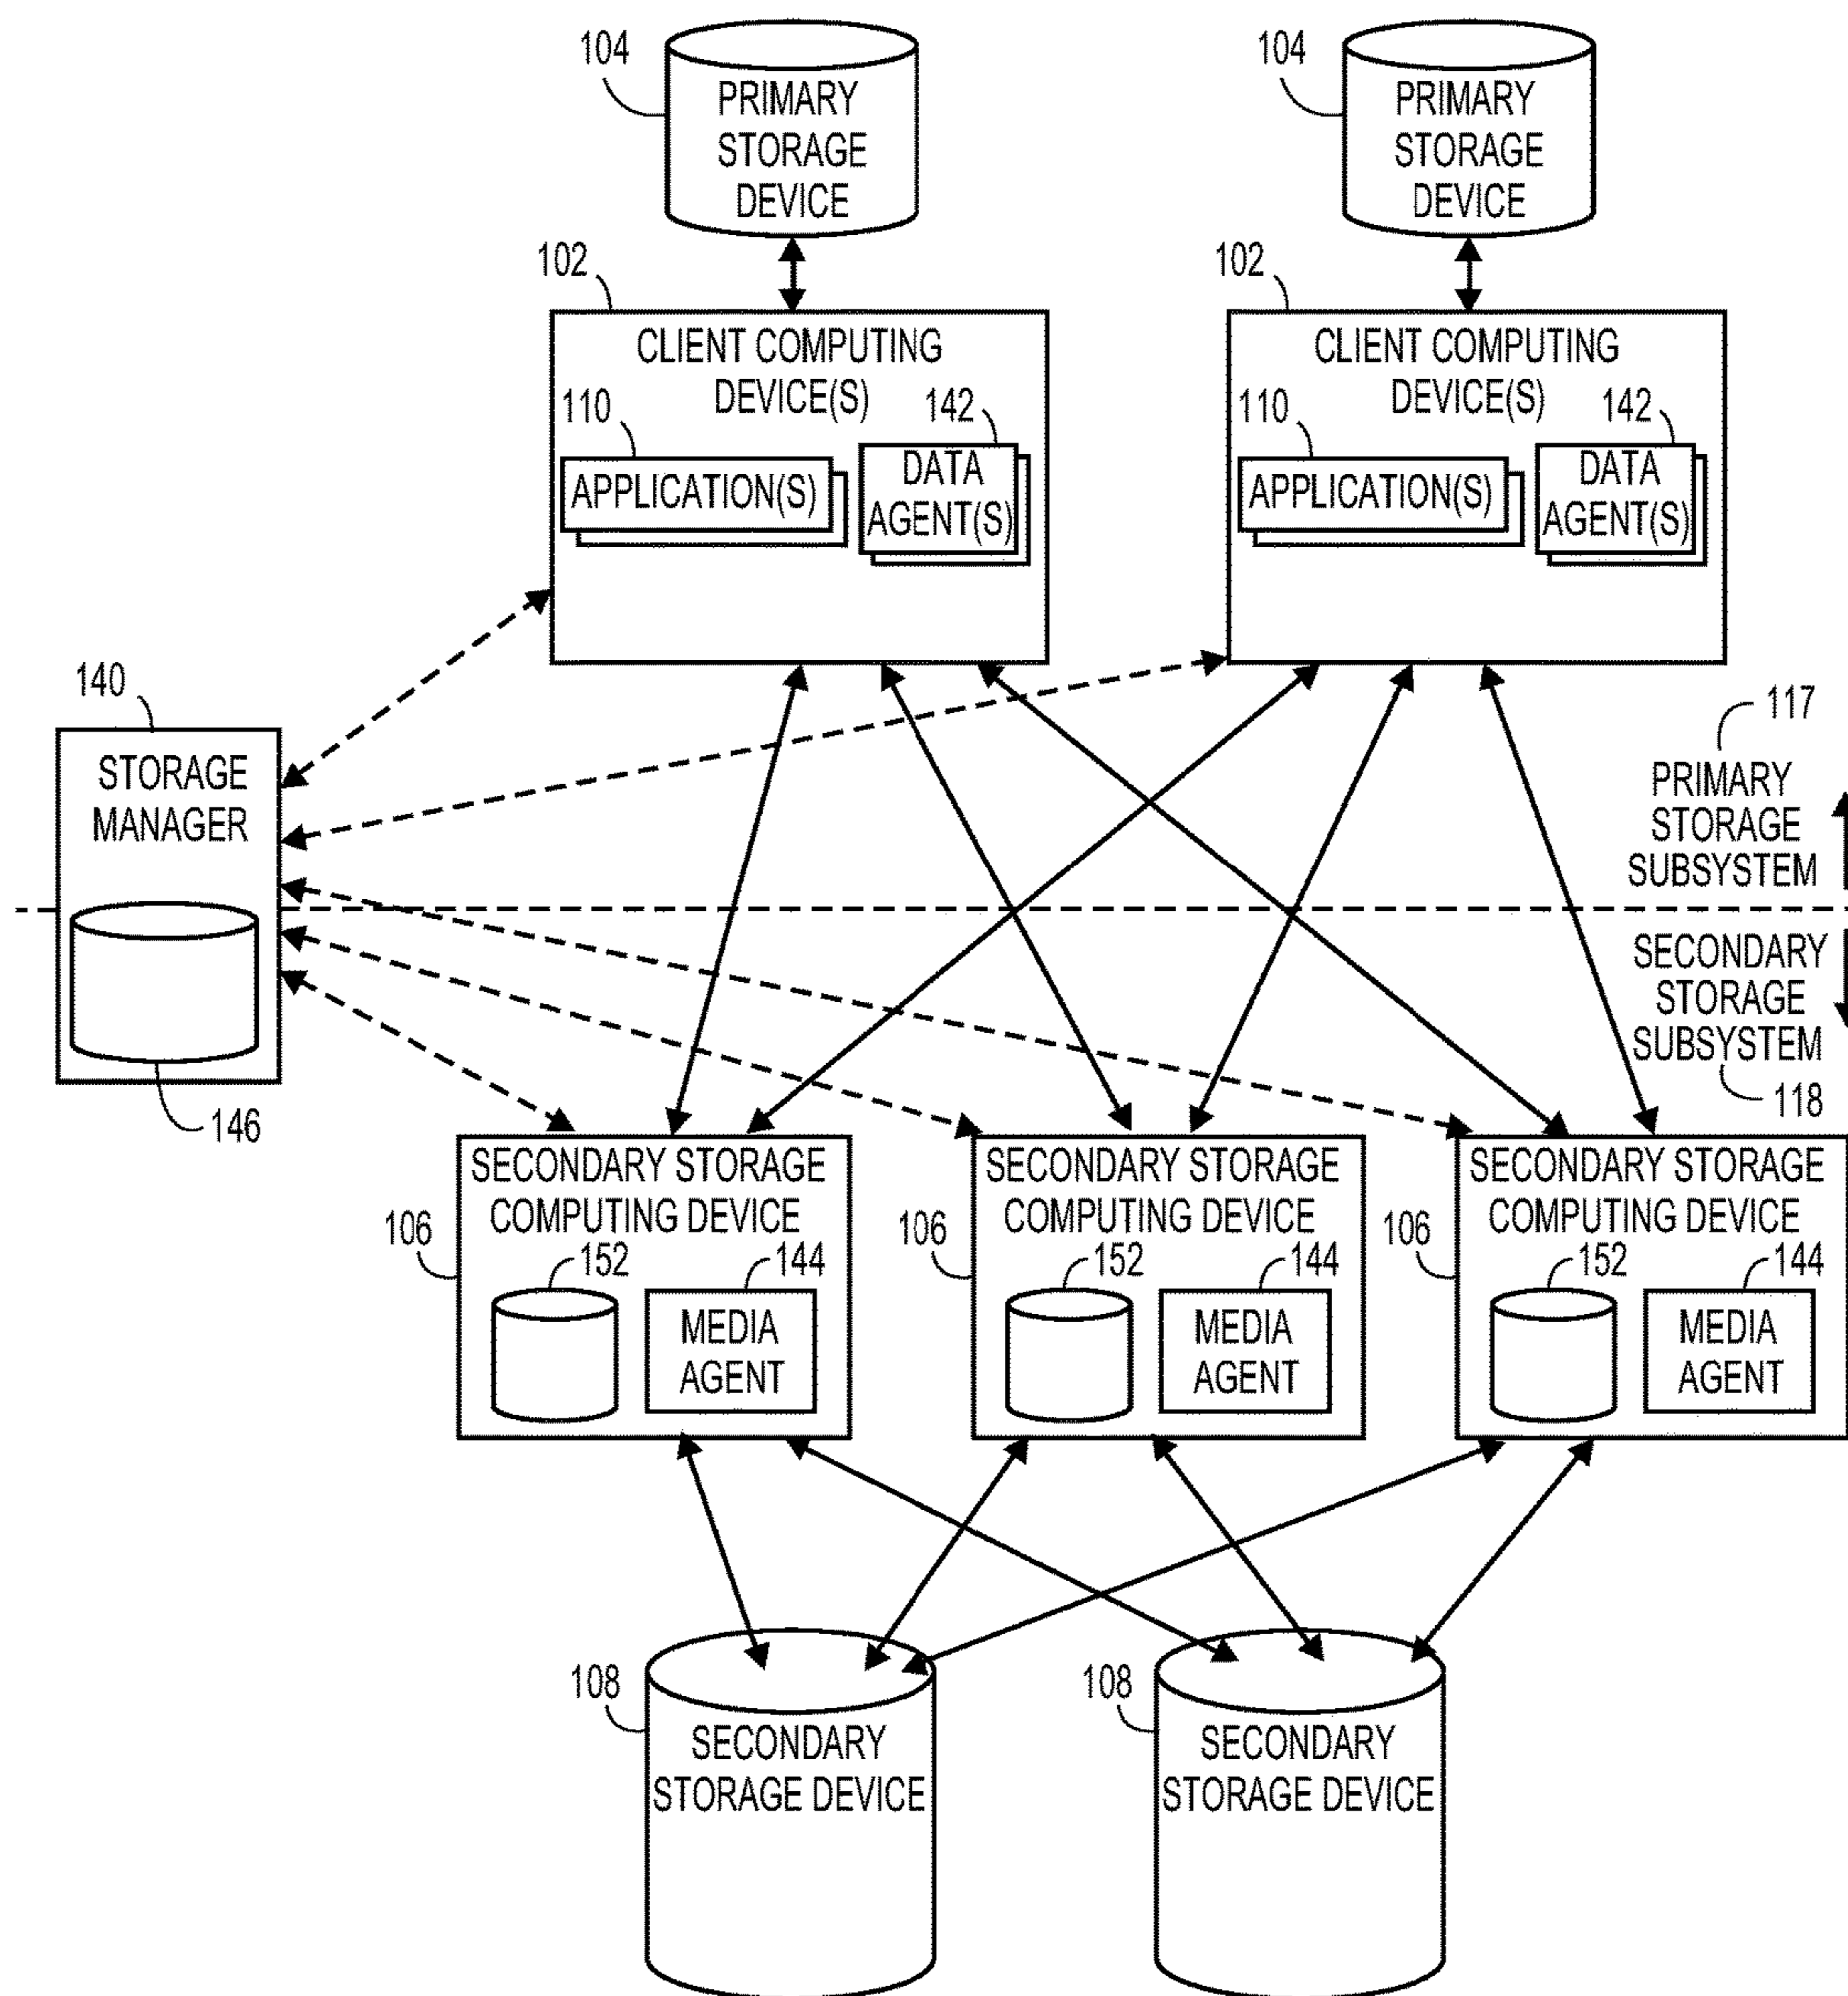 104
PRIMARY
STORAGE
DEVICE
104
PRIMARY
STORAGE
DEVICE
102
CLIENT COMPUTING
DEVICE(S)
110
142
APPLICATION(S)
DATA
AGENT(S)
102
CLIENT COMPUTING
DEVICE(S)
110
142
APPLICATION(S)
DATA
AGENT(S)
140
STORAGE
MANAGER
146
117
PRIMARY
STORAGE
SUBSYSTEM
SECONDARY
STORAGE
SUBSYSTEM
118
SECONDARY STORAGE
COMPUTING DEVICE
106
152
144
MEDIA
AGENT
SECONDARY STORAGE
COMPUTING DEVICE
106
152
144
MEDIA
AGENT
SECONDARY STORAGE
COMPUTING DEVICE
106
152
144
MEDIA
AGENT
108
SECONDARY
STORAGE DEVICE
108
SECONDARY
STORAGE DEVICE